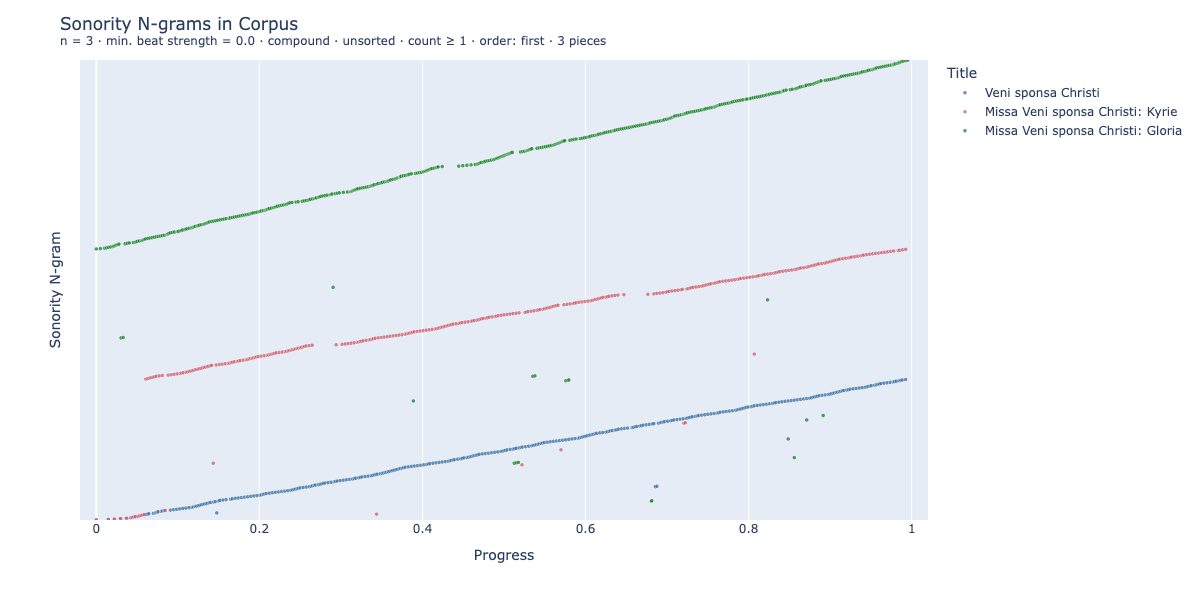 Sonority N-grams in Corpus
n = 3 · min. beat strength = 0.0 · compound · unsorted · count ≥ 1 · order: first · 3 pieces
Title
Veni sponsa Christi
Missa Veni sponsa Christi: Kyrie
Missa Veni sponsa Christi: Gloria
Sonority N-gram
0
0.2
0.4
0.6
0.8
1
Progress